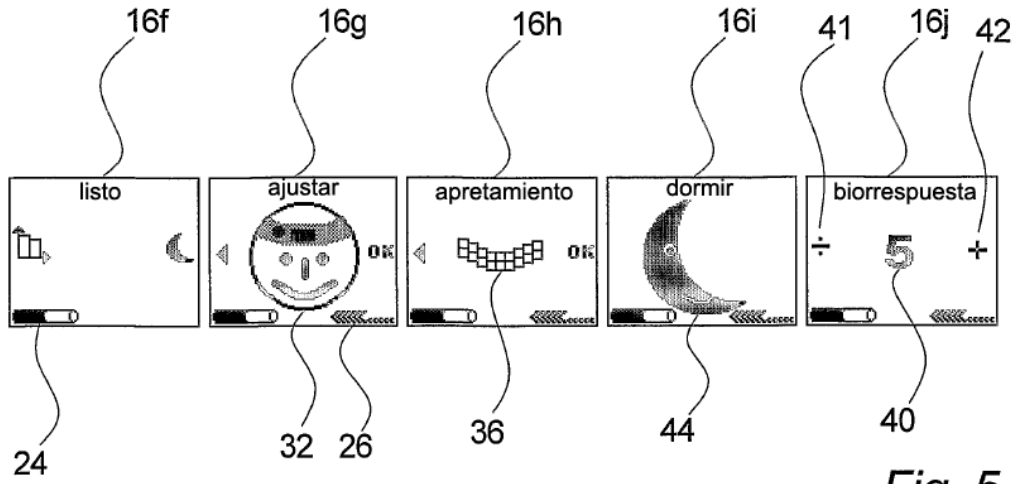 16f 16g 16h 16i 41 16j 42
listo ajustar apretamiento dormir biorrespuesta
OK OK ÷ 5 +
24 32 26 36 44 40
Fig. 5